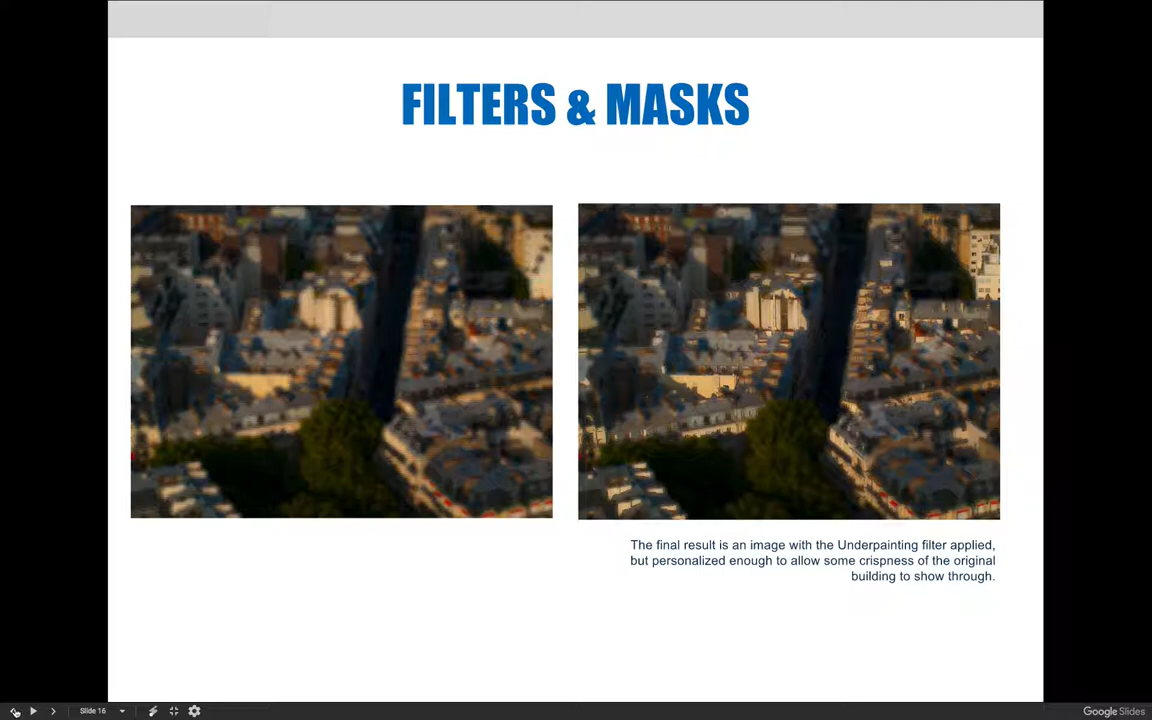 FILTERS & MASKS
The final result is an image with the Underpainting filter applied,
but personalized enough to allow some crispness of the original
building to show through.
Slide 16
Google Slides